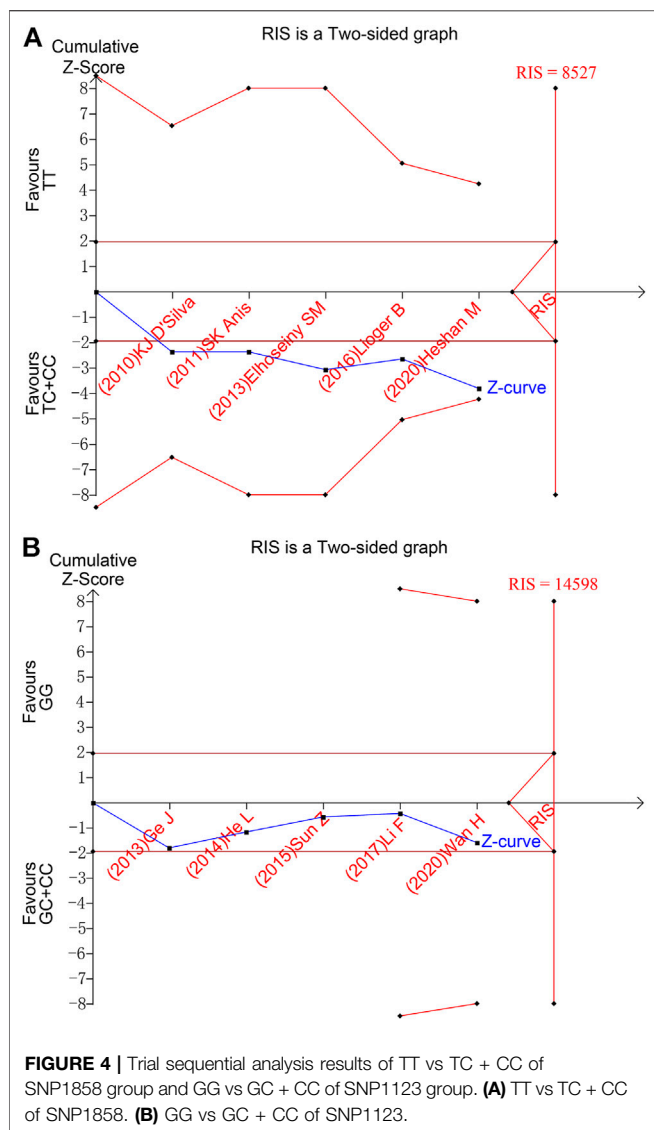 A
RIS is a Two-sided graph
Cumulative
Z-Score
RIS = 8527
8
7
6
5
4
2
1
-1
-2
-3
-4
-5
-6
-7
-8
Favours
TT
Favours
TC+CC
(2010)KJ D'Silva
(2011)SK Anis
(2013)Elhoseiny SM
(2016)Lioger B
(2020)Heshan M
RIS
Z-curve
B
RIS is a Two-sided graph
Cumulative
Z-Score
RIS = 14598
8
7
6
5
4
3
2
1
-1
-2
-3
-4
-5
-6
-7
-8
Favours
GG
Favours
GC+CC
(2013)Ge J
(2014)He L
(2015)Sun Z
(2017)Li F
(2020)Wan H
RIS
Z-curve
FIGURE 4 | Trial sequential analysis results of TT vs TC + CC of
SNP1858 group and GG vs GC + CC of SNP1123 group. (A) TT vs TC + CC
of SNP1858. (B) GG vs GC + CC of SNP1123.